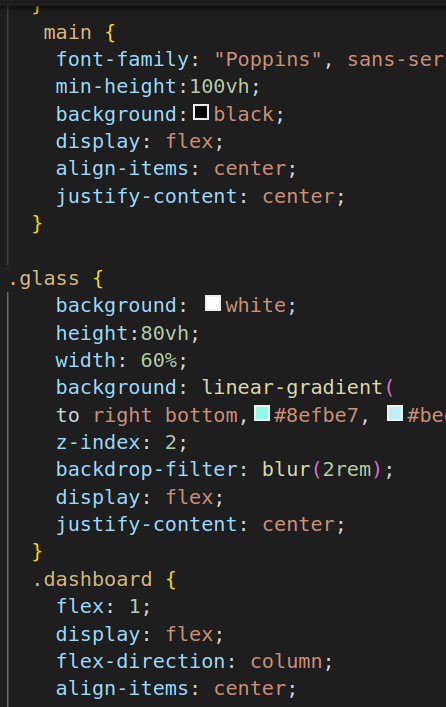 }
main {
font-family: "Poppins", sans-ser
min-height:100vh;
background: black;
display: flex;
align-items: center;
justify-content: center;
}
.glass {
background: white;
height:80vh;
width: 60%;
background: linear-gradient(
to right bottom, #8efbe7, #bee
z-index: 2;
backdrop-filter: blur(2rem);
display: flex;
justify-content: center;
}
.dashboard {
flex: 1;
display: flex;
flex-direction: column;
align-items: center;